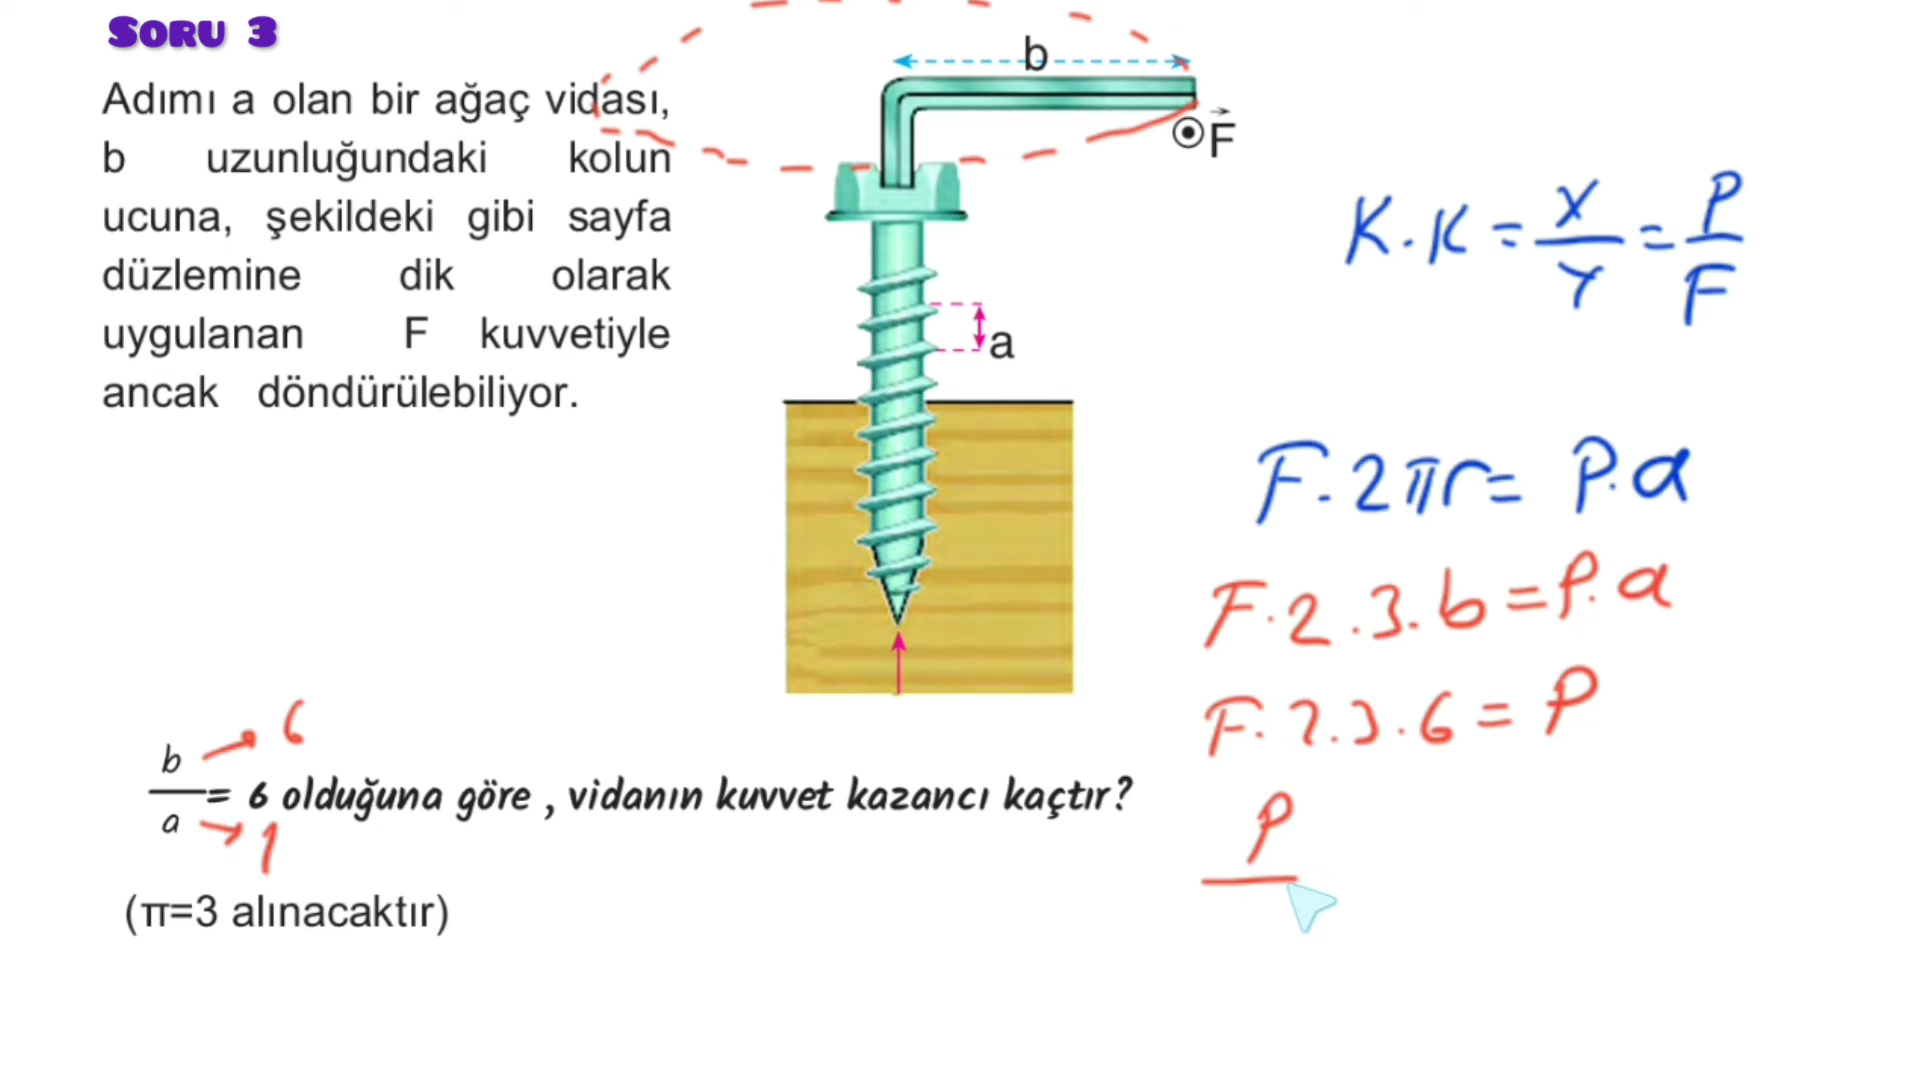 SORU 3
Adımı a olan bir ağaç vidası,
b uzunluğundaki kolun
ucuna, şekildeki gibi sayfa
düzlemine dik olarak
uygulanan F kuvvetiyle
ancak döndürülebiliyor.
b
F
a
K.K = X/Y = P/F
F.2πr = P.a
F.2.3.b = P.a
F.2.3.6 = P
P
6
b/a = 6 olduğuna göre , vidanın kuvvet kazancı kaçtır?
1
(π=3 alınacaktır)